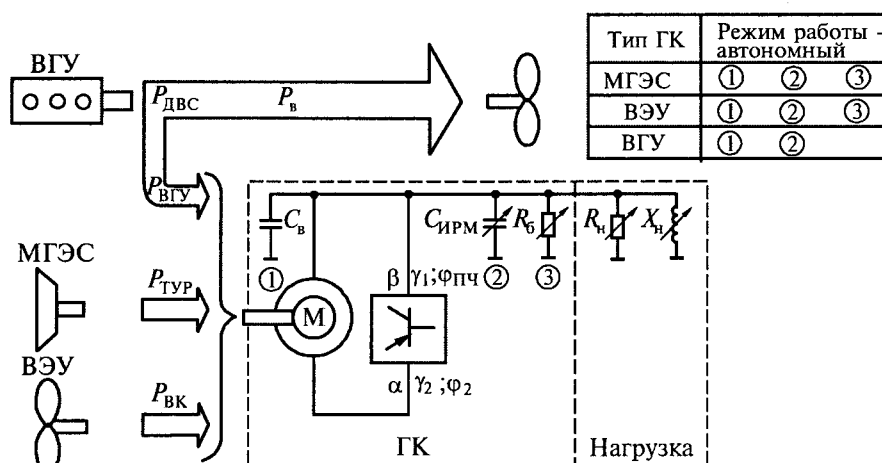 ВГУ
P_ДВС
P_в
P_ВГУ
МГЭС
P_ТУР
ВЭУ
P_ВК
C_в
①
М
β γ₁;φ_ПЧ
α γ₂;φ₂
C_ИРМ
②
R_б
③
R_н
X_н
ГК
Нагрузка
Тип ГК
Режим работы - автономный
МГЭС ① ② ③
ВЭУ ① ② ③
ВГУ ① ②